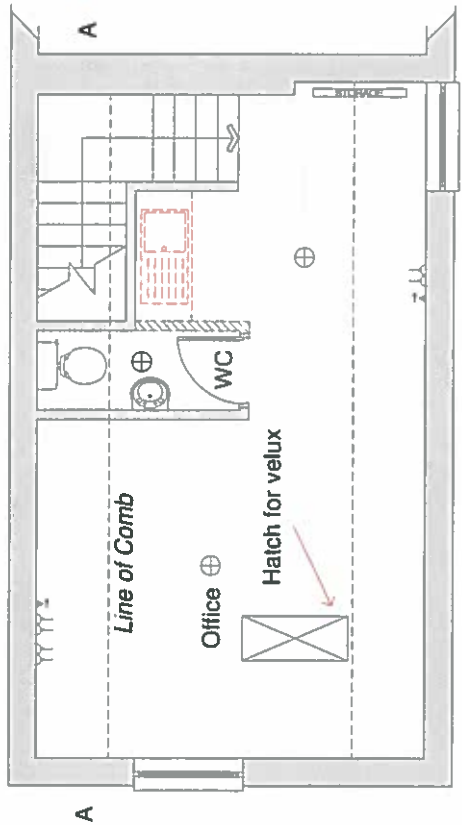 A
STORAGE
WC
Line of Comb
Office
Hatch for velux
A